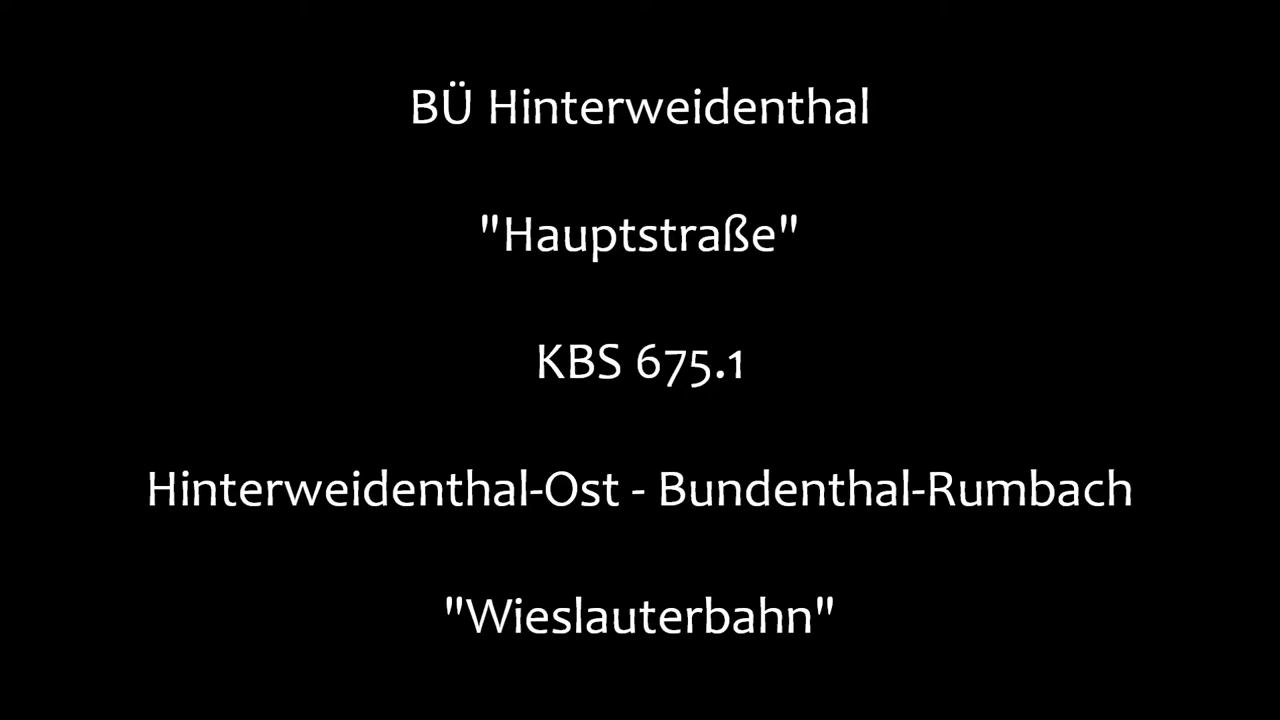 BÜ Hinterweidenthal
"Hauptstraße"
KBS 675.1
Hinterweidenthal-Ost - Bundenthal-Rumbach
"Wieslauterbahn"